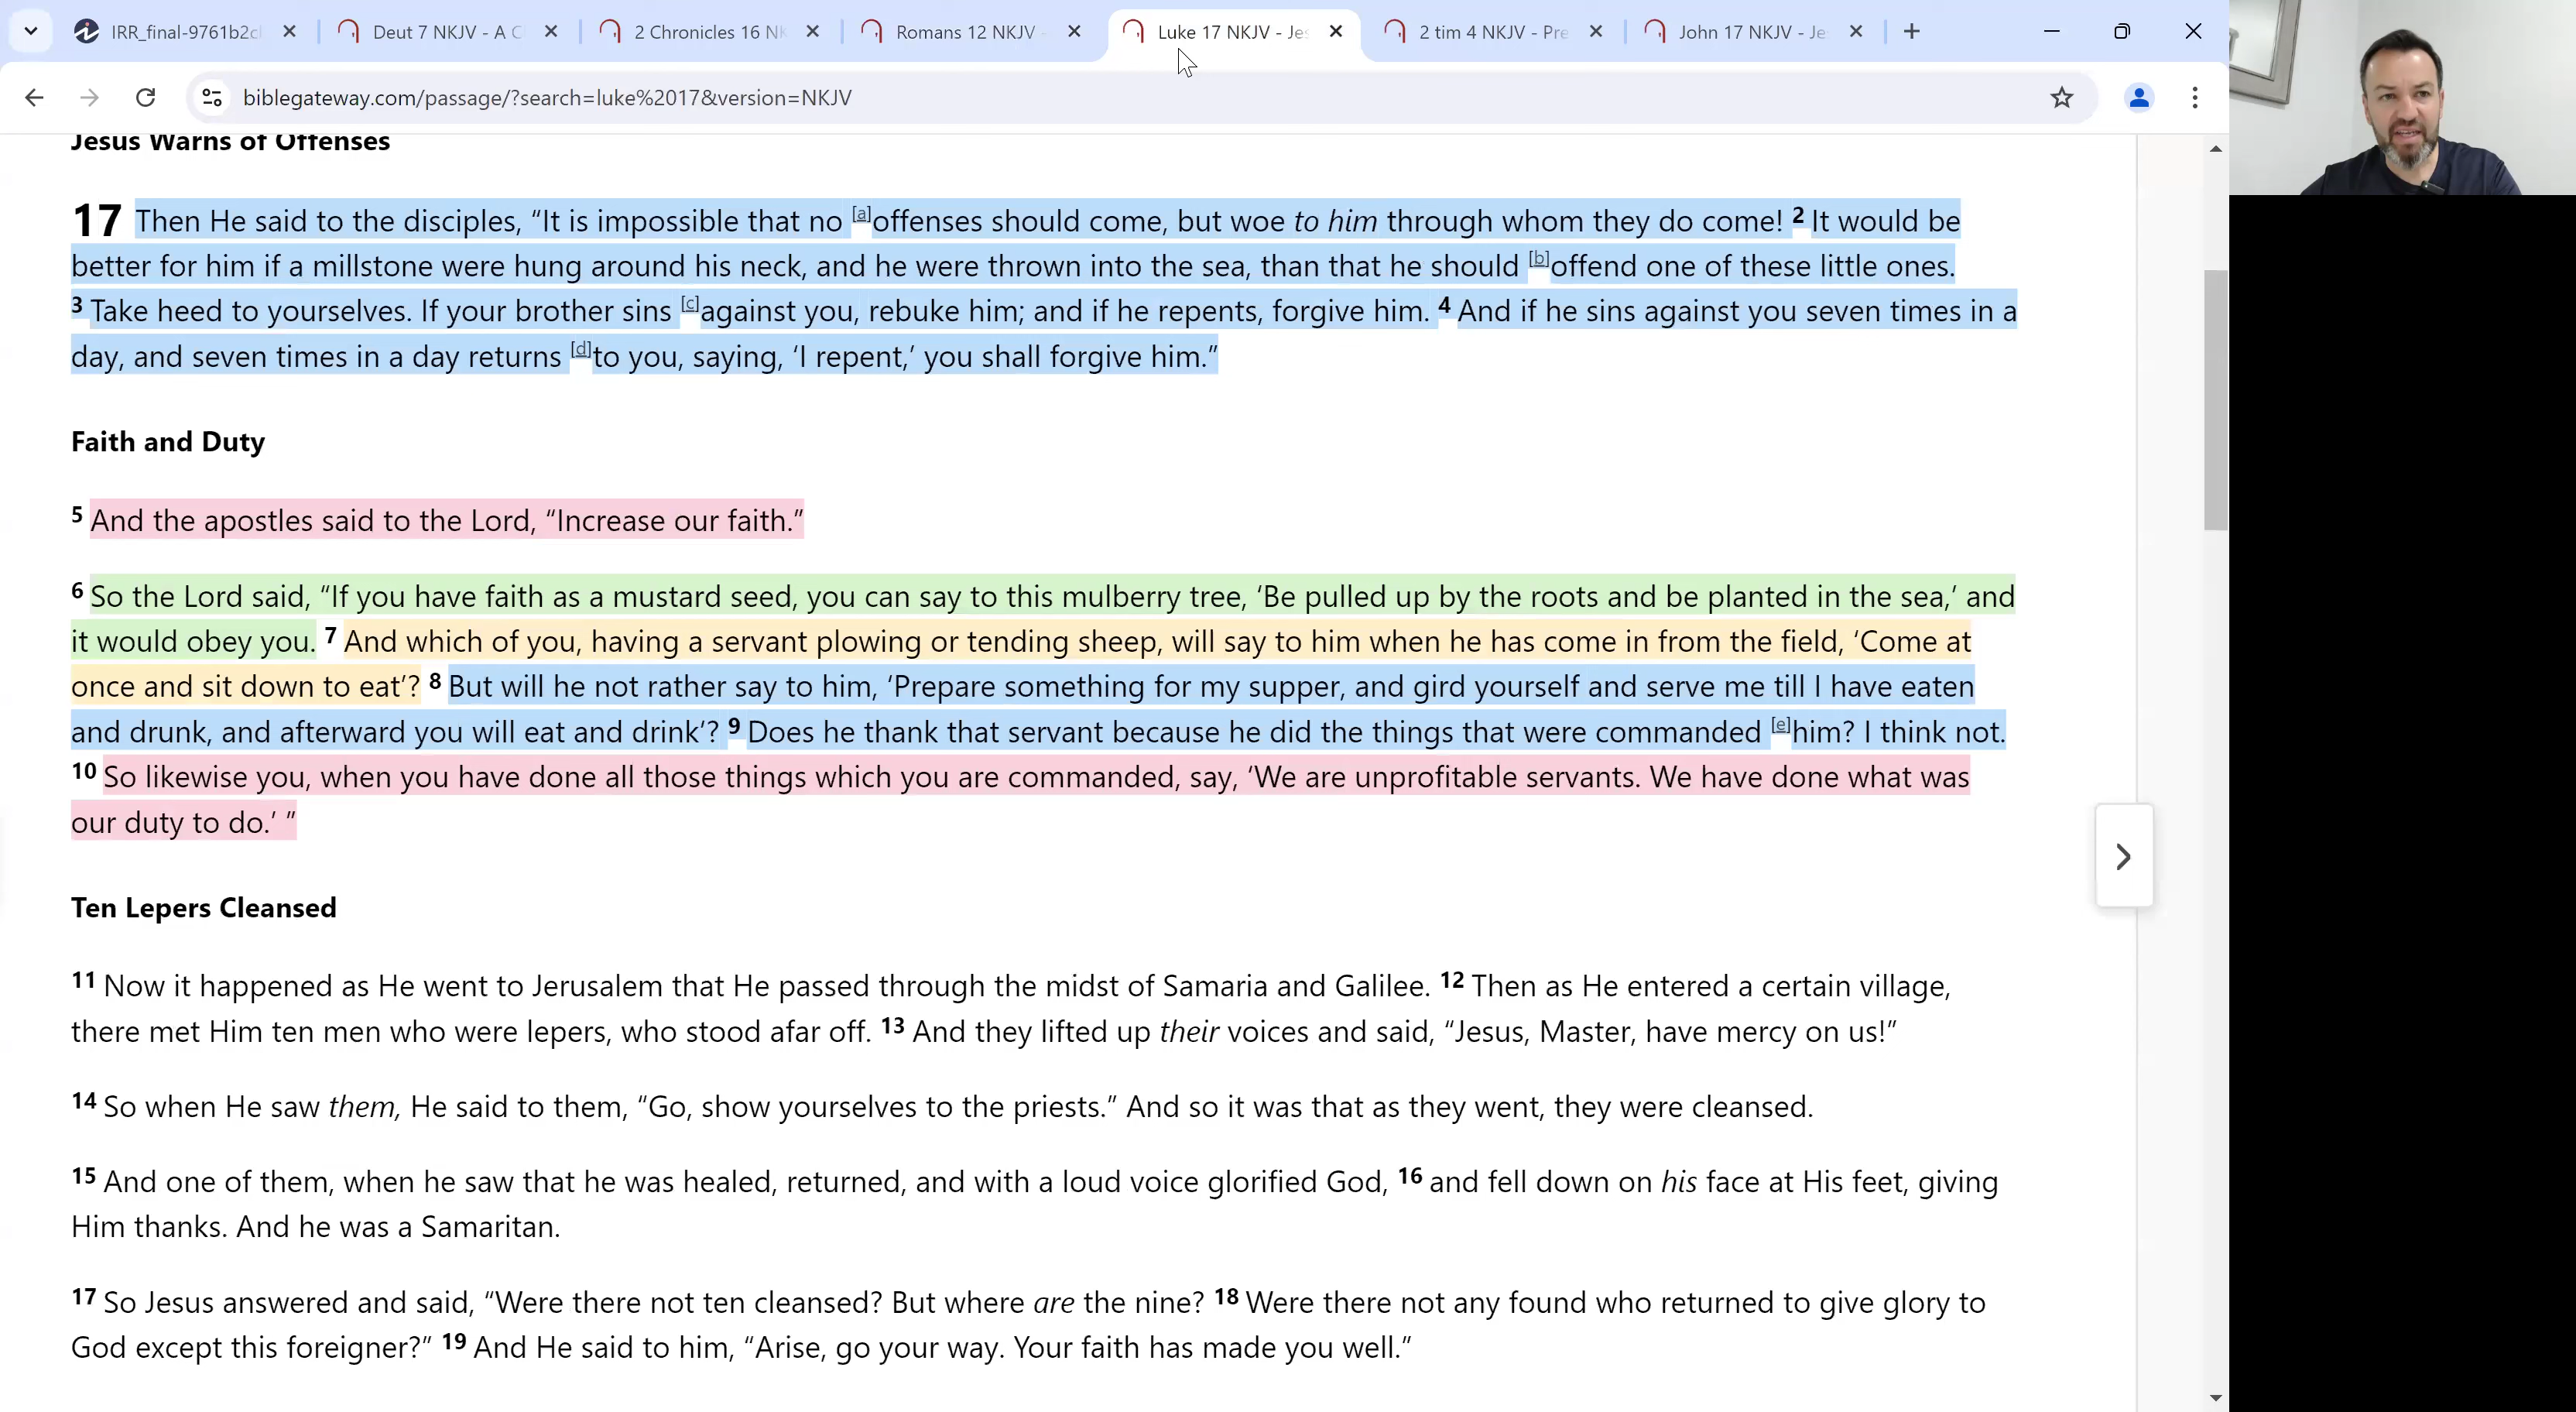 IRR_final-9761b2c
Deut 7 NKJV - A C
2 Chronicles 16 NK
Romans 12 NKJV -
Luke 17 NKJV - Jes
2 tim 4 NKJV - Pre
John 17 NKJV - Je
biblegateway.com/passage/?search=luke%2017&version=NKJV
Jesus Warns of Offenses
17 Then He said to the disciples, “It is impossible that no [a]offenses should come, but woe to him through whom they do come! 2 It would be
better for him if a millstone were hung around his neck, and he were thrown into the sea, than that he should [b]offend one of these little ones.
3 Take heed to yourselves. If your brother sins [c]against you, rebuke him; and if he repents, forgive him. 4 And if he sins against you seven times in a
day, and seven times in a day returns [d]to you, saying, ‘I repent,’ you shall forgive him.”
Faith and Duty
5 And the apostles said to the Lord, “Increase our faith.”
6 So the Lord said, “If you have faith as a mustard seed, you can say to this mulberry tree, ‘Be pulled up by the roots and be planted in the sea,’ and
it would obey you. 7 And which of you, having a servant plowing or tending sheep, will say to him when he has come in from the field, ‘Come at
once and sit down to eat’? 8 But will he not rather say to him, ‘Prepare something for my supper, and gird yourself and serve me till I have eaten
and drunk, and afterward you will eat and drink’? 9 Does he thank that servant because he did the things that were commanded [e]him? I think not.
10 So likewise you, when you have done all those things which you are commanded, say, ‘We are unprofitable servants. We have done what was
our duty to do.’ ”
Ten Lepers Cleansed
11 Now it happened as He went to Jerusalem that He passed through the midst of Samaria and Galilee. 12 Then as He entered a certain village,
there met Him ten men who were lepers, who stood afar off. 13 And they lifted up their voices and said, “Jesus, Master, have mercy on us!”
14 So when He saw them, He said to them, “Go, show yourselves to the priests.” And so it was that as they went, they were cleansed.
15 And one of them, when he saw that he was healed, returned, and with a loud voice glorified God, 16 and fell down on his face at His feet, giving
Him thanks. And he was a Samaritan.
17 So Jesus answered and said, “Were there not ten cleansed? But where are the nine? 18 Were there not any found who returned to give glory to
God except this foreigner?” 19 And He said to him, “Arise, go your way. Your faith has made you well.”